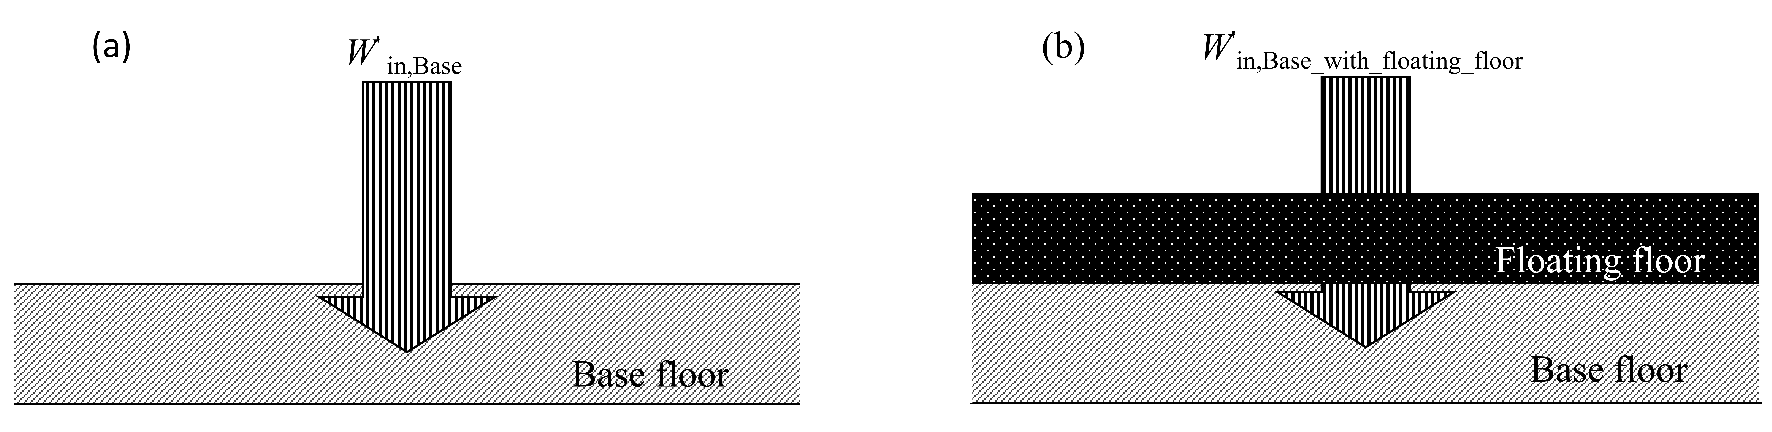 (a)
W'in,Base
Base floor
(b)
W'in,Base_with_floating_floor
Floating floor
Base floor